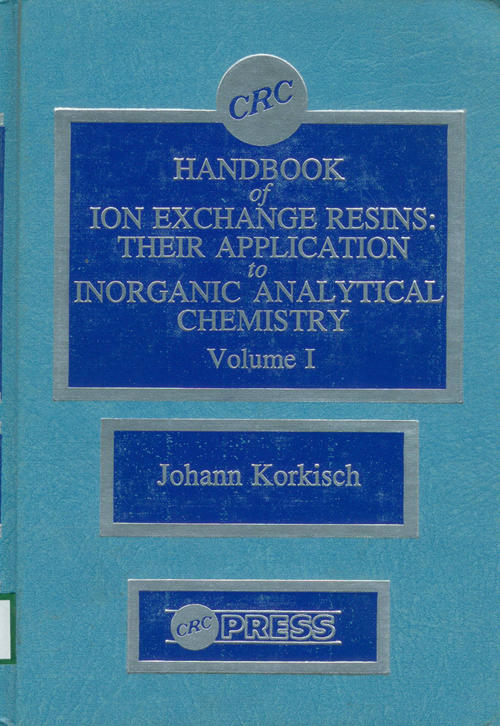 CRC
HANDBOOK
of
ION EXCHANGE RESINS:
THEIR APPLICATION
to
INORGANIC ANALYTICAL
CHEMISTRY
Volume I
Johann Korkisch
CRC PRESS